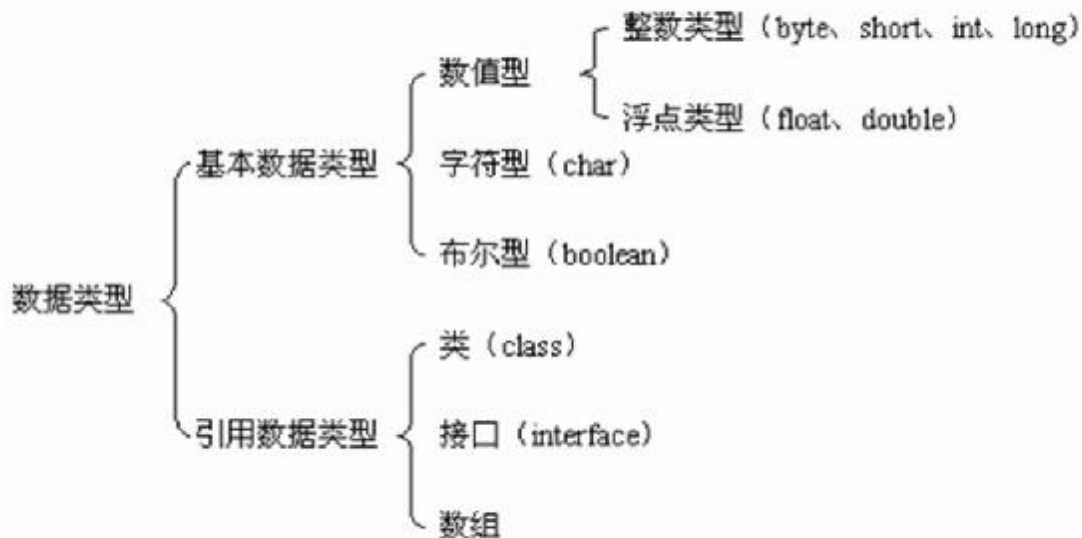 整数类型（byte、short、int、long）
数值型
浮点类型（float、double）
基本数据类型
字符型（char）
布尔型（boolean）
数据类型
类（class）
引用数据类型
接口（interface）
数组